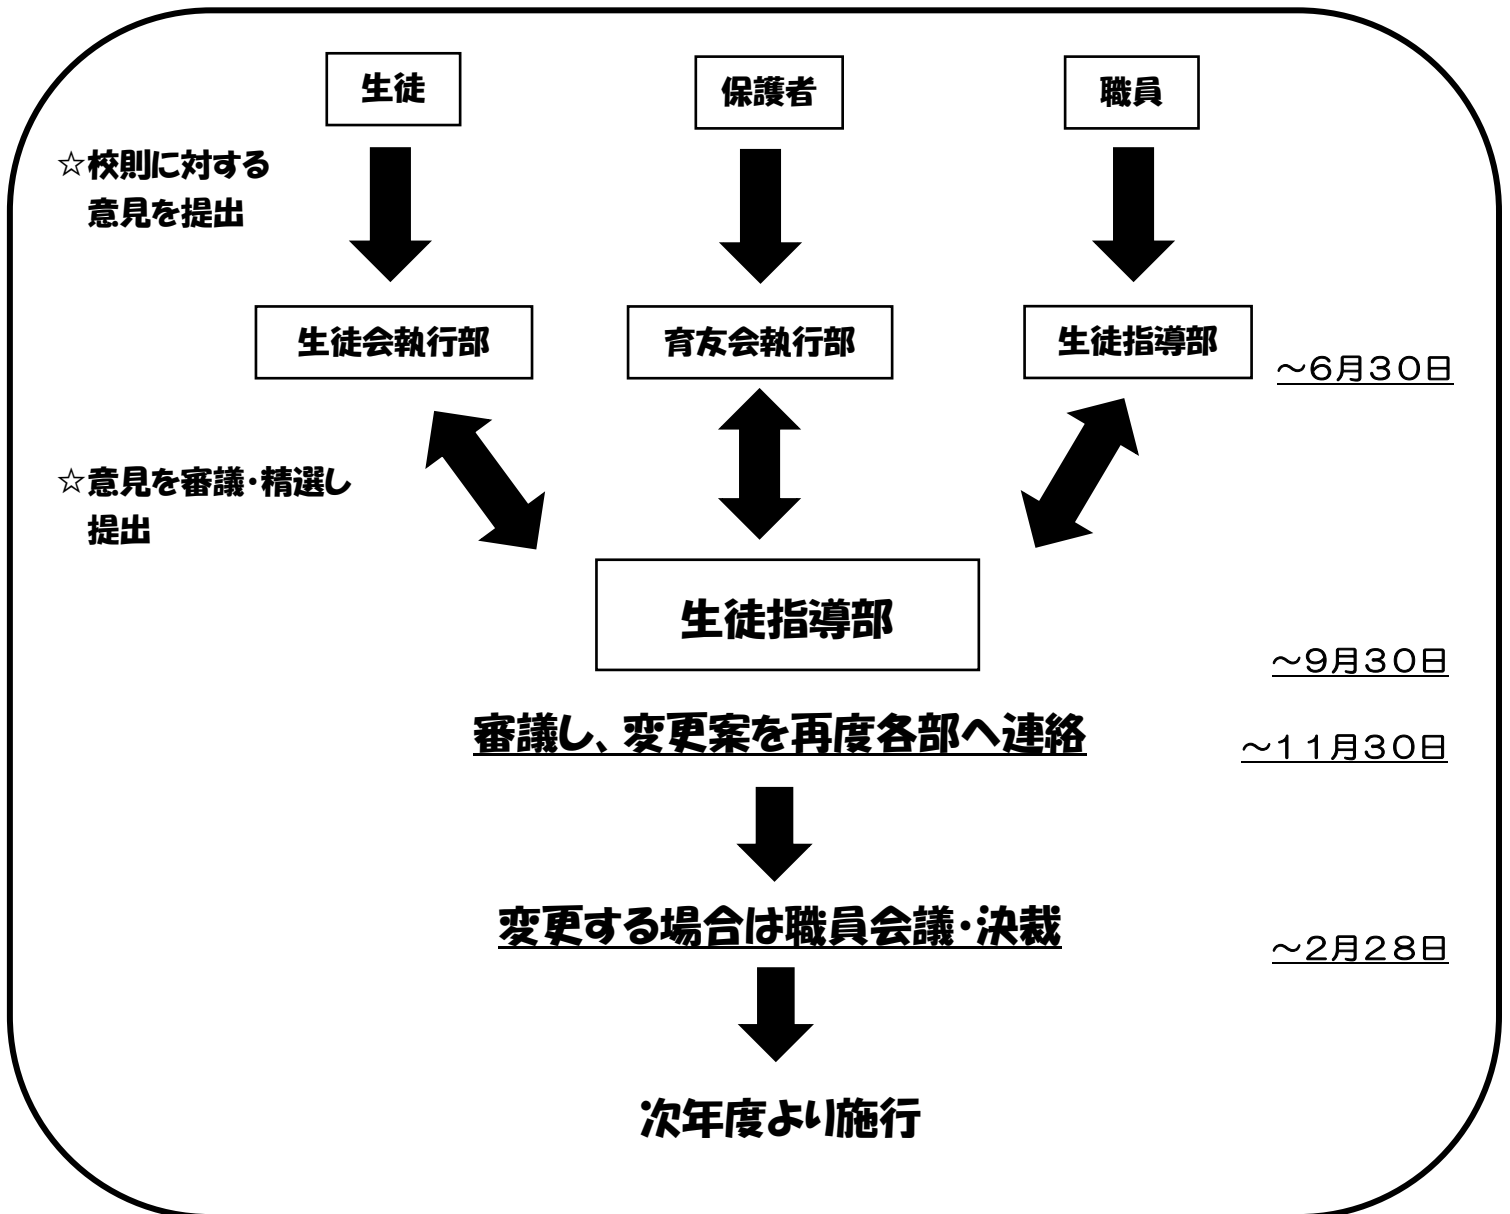 生徒
保護者
職員
☆校則に対する
意見を提出
生徒会執行部
育友会執行部
生徒指導部
～6月30日
☆意見を審議・精選し
提出
生徒指導部
～9月30日
審議し、変更案を再度各部へ連絡
～11月30日
変更する場合は職員会議・決裁
～2月28日
次年度より施行